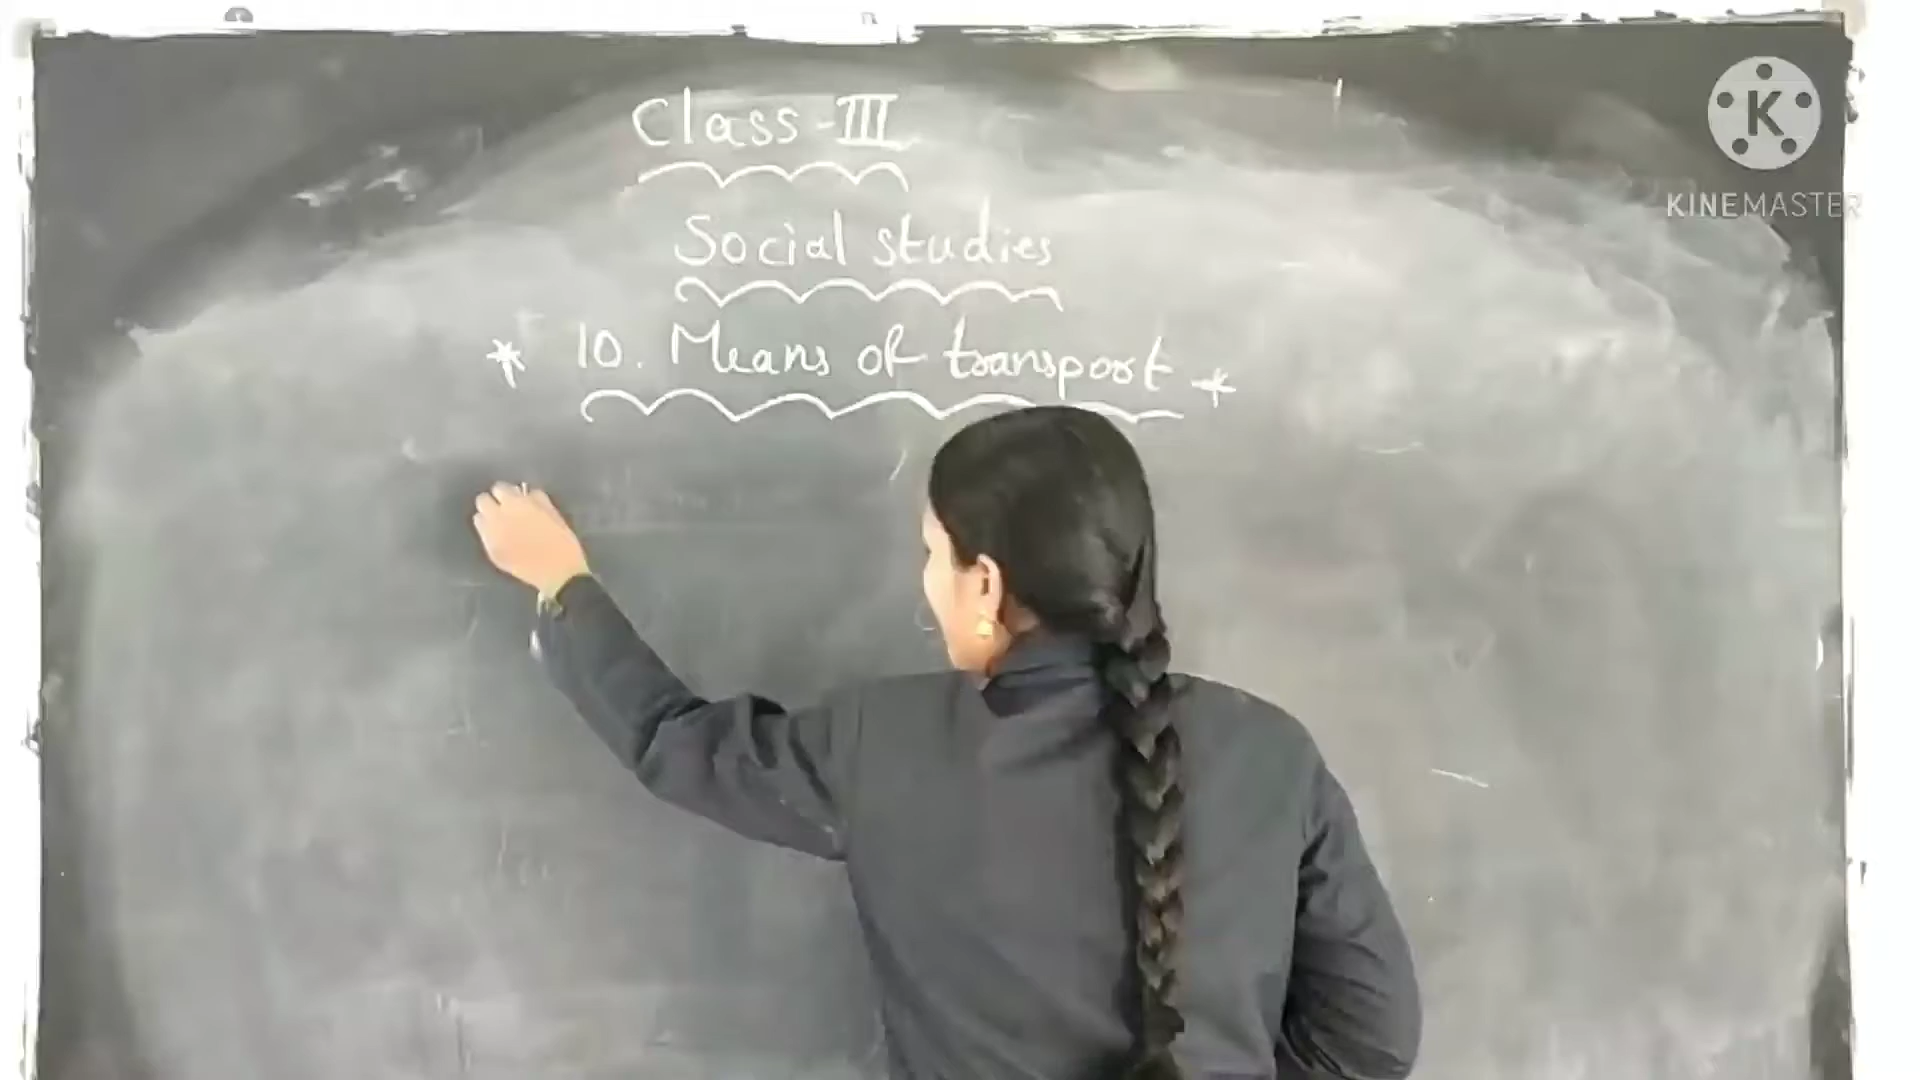 Class-III
Social studies
* 10. Means of transport *
K
KINEMASTER